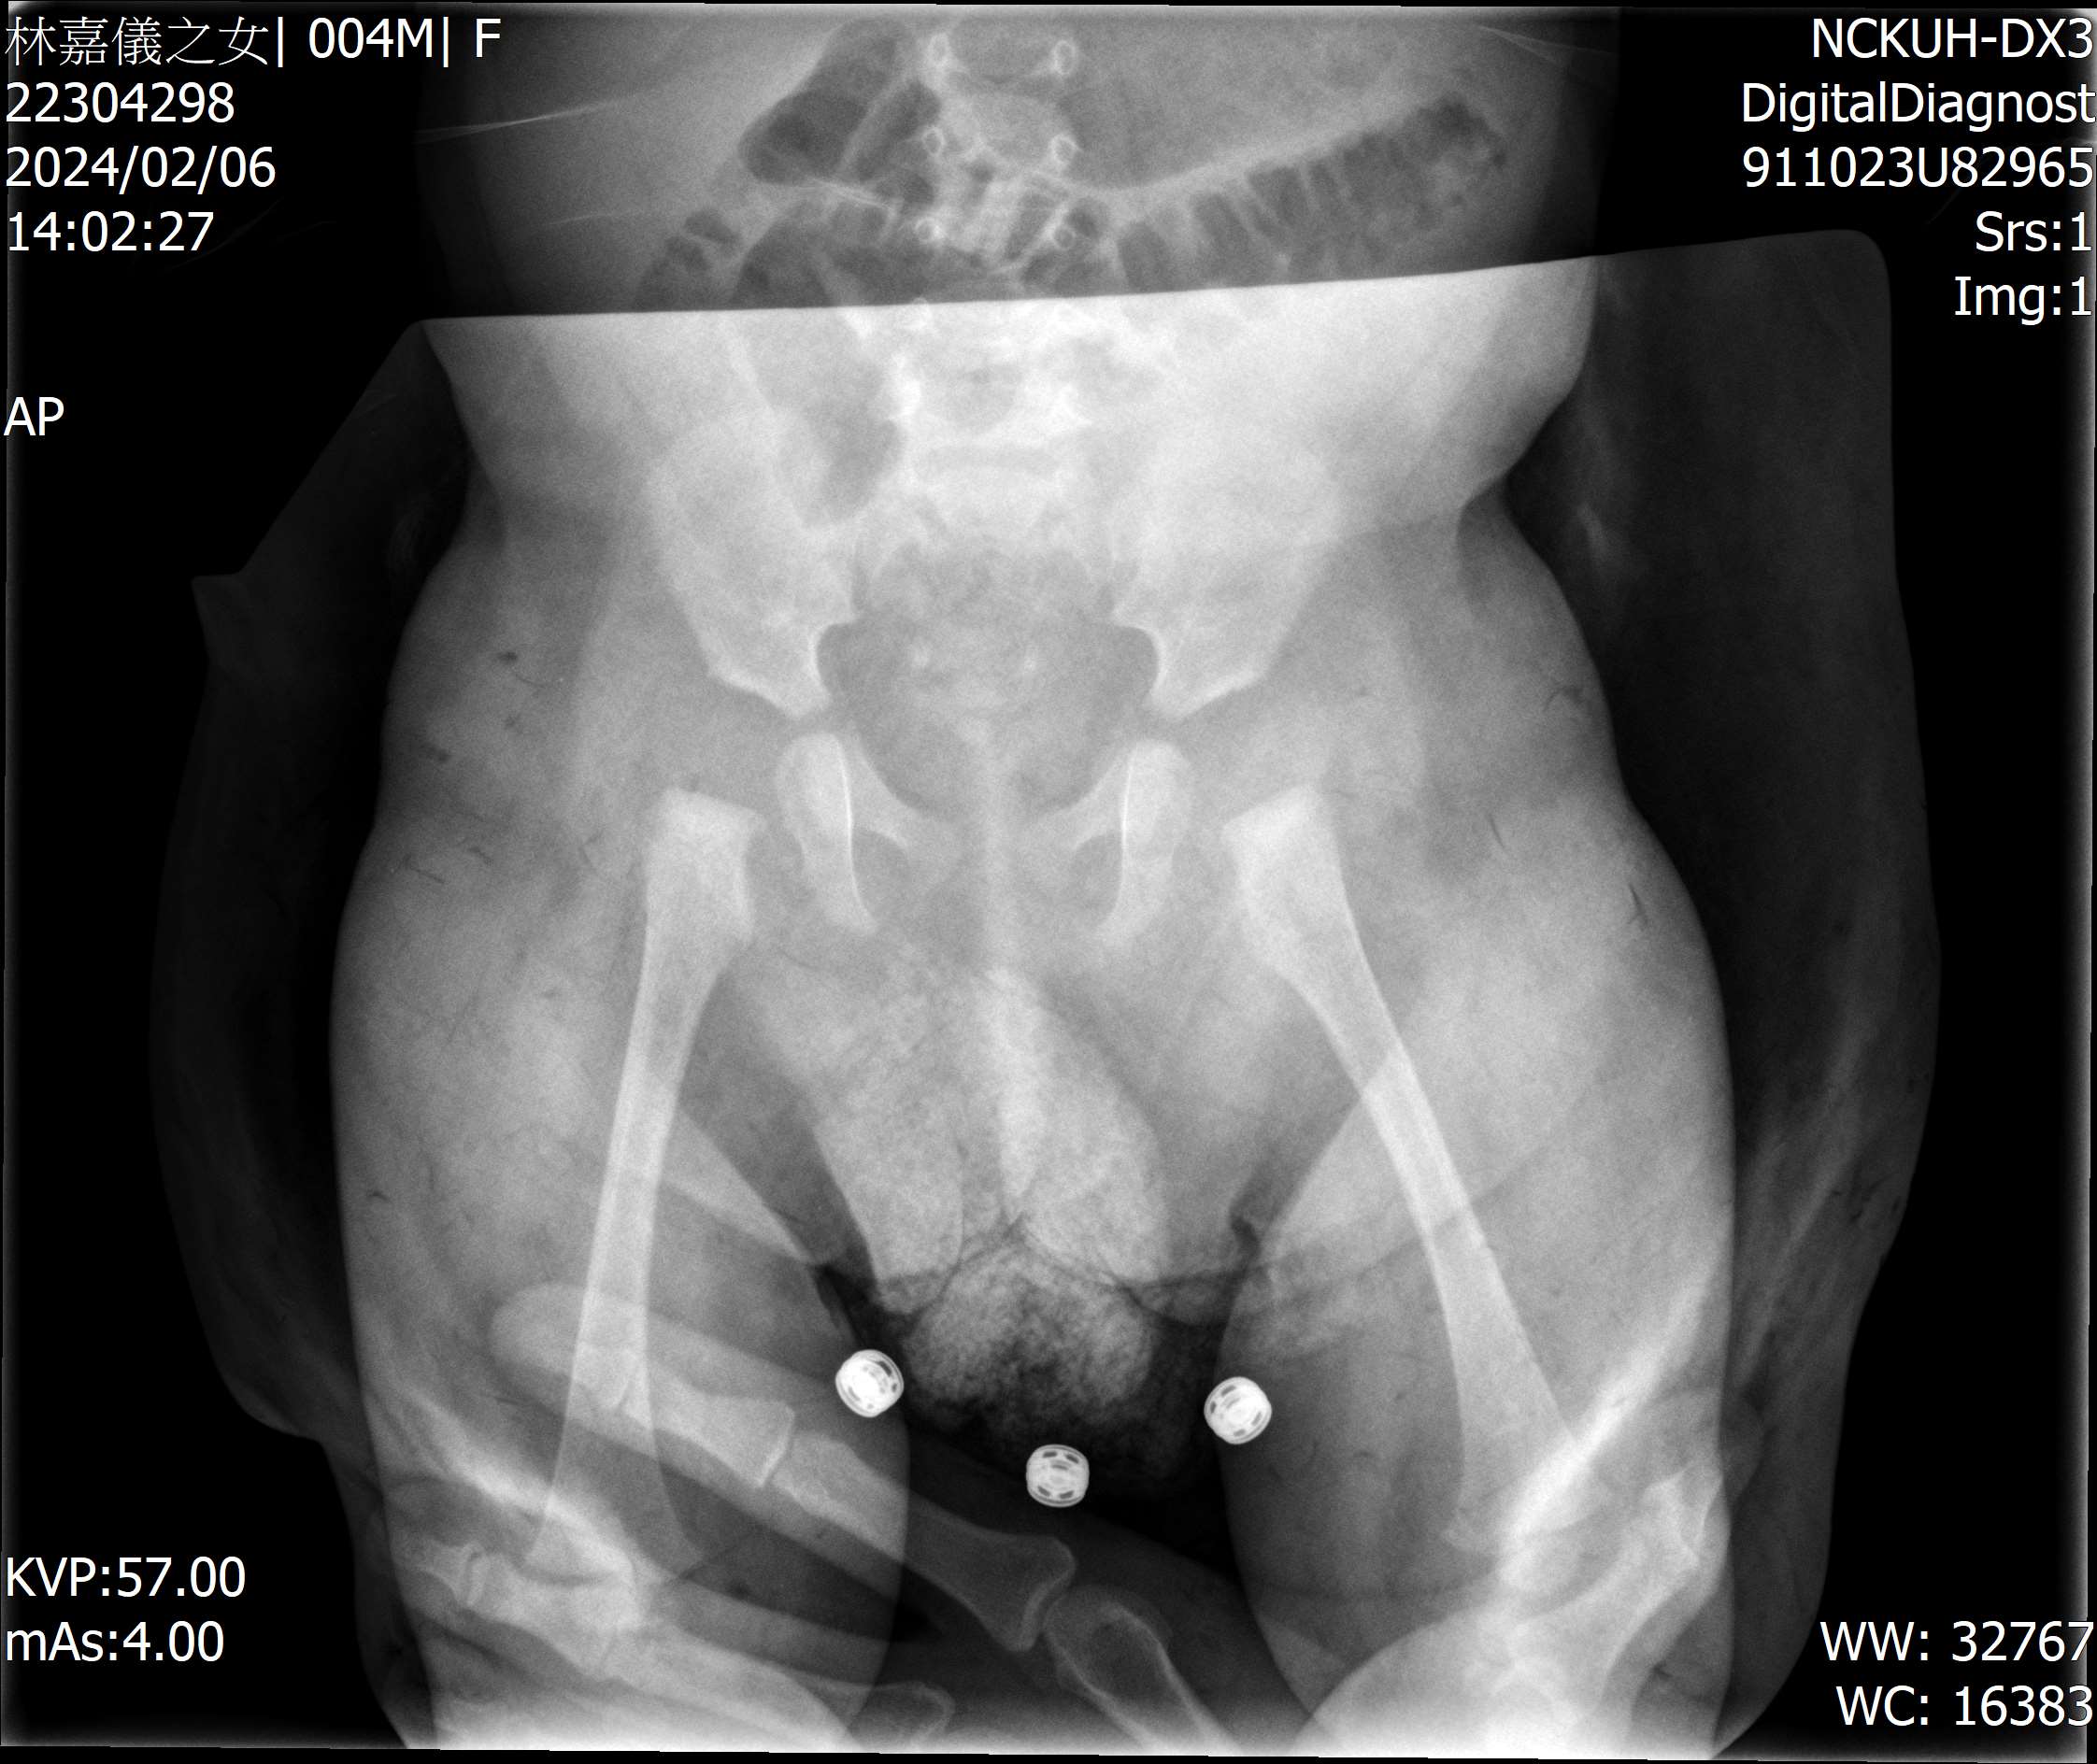 林嘉儀之女| 004M| F
22304298
2024/02/06
14:02:27
AP
NCKUH-DX3
DigitalDiagnost
911023U82965
Srs:1
Img:1
KVP:57.00
mAs:4.00
WW: 32767
WC: 16383